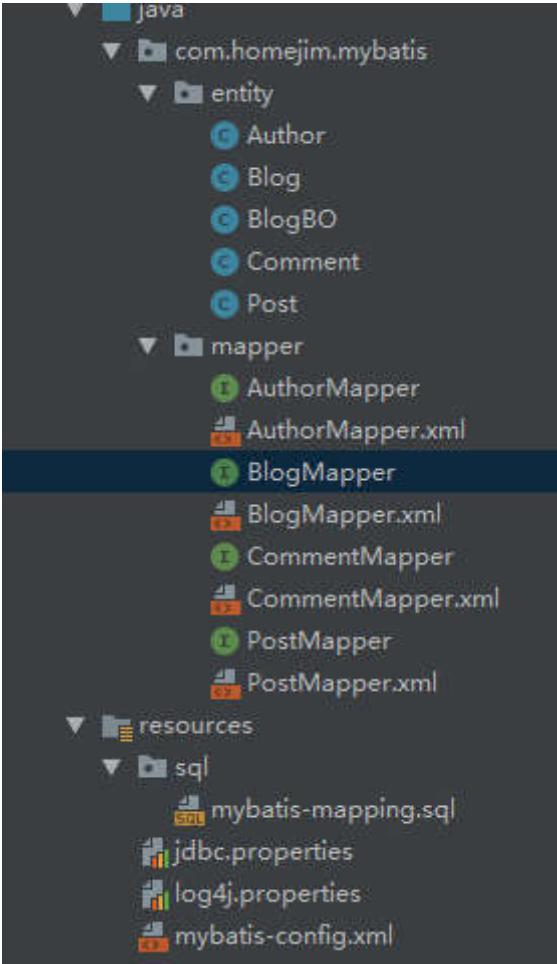 java
com.homejim.mybatis
entity
Author
Blog
BlogBO
Comment
Post
mapper
AuthorMapper
AuthorMapper.xml
BlogMapper
BlogMapper.xml
CommentMapper
CommentMapper.xml
PostMapper
PostMapper.xml
resources
sql
mybatis-mapping.sql
jdbc.properties
log4j.properties
mybatis-config.xml